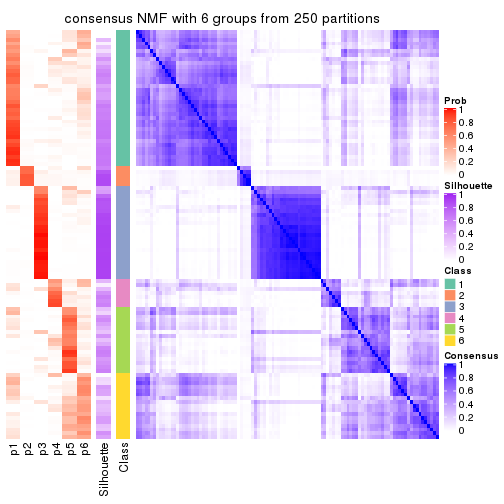 consensus NMF with 6 groups from 250 partitions
Prob
1
0.8
0.6
0.4
0.2
0
Silhouette
1
0.8
0.6
0.4
0.2
0
Class
1
2
3
4
5
6
Consensus
1
0.8
0.6
0.4
0.2
0
p1
p2
p3
p4
p5
p6
Silhouette
Class